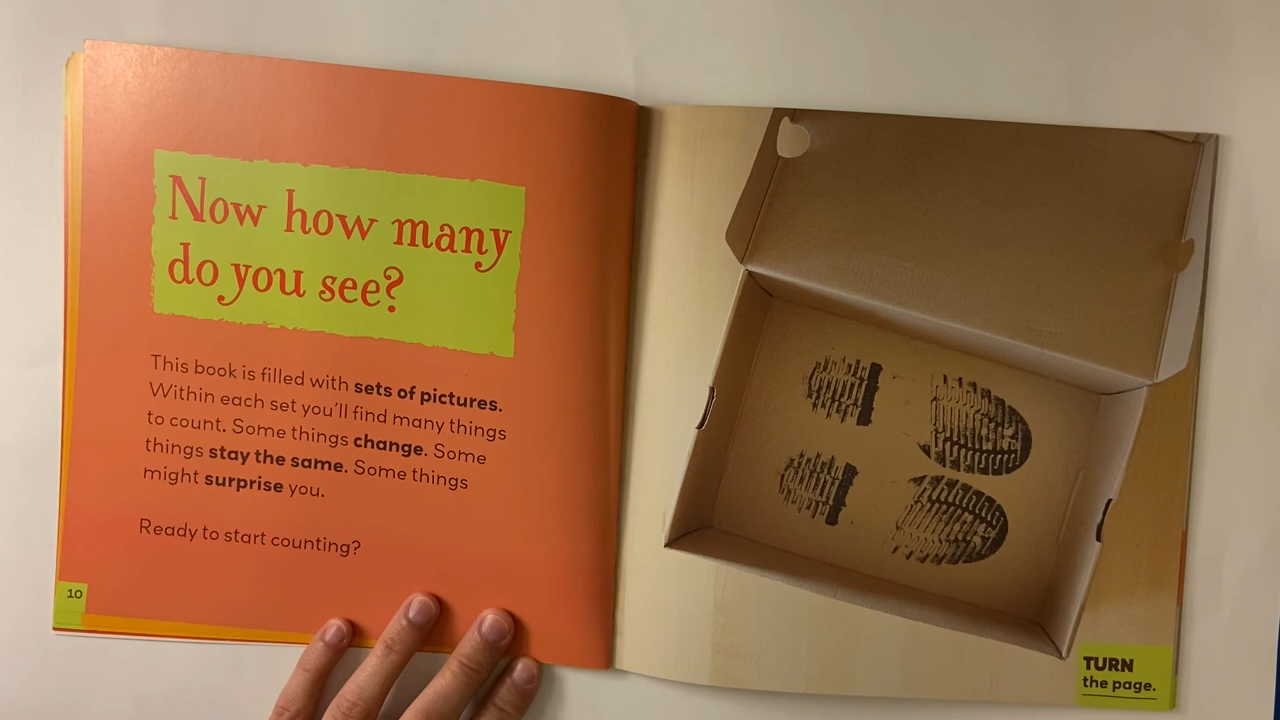 Now how many
do you see?
This book is filled with sets of pictures.
Within each set you'll find many things
to count. Some things change. Some
things stay the same. Some things
might surprise you.
Ready to start counting?
10
TURN
the page.